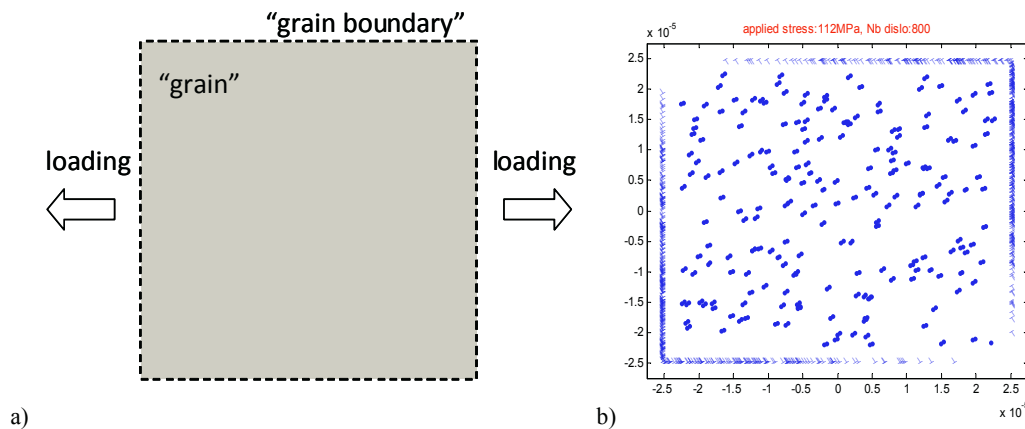 “grain boundary”
“grain”
loading
loading
a)
applied stress:112MPa, Nb dislo:800
x 10⁻⁵
2.5
2
1.5
1
0.5
0
-0.5
-1
-1.5
-2
-2.5
-2.5 -2 -1.5 -1 -0.5 0 0.5 1 1.5 2 2.5
x 10
b)